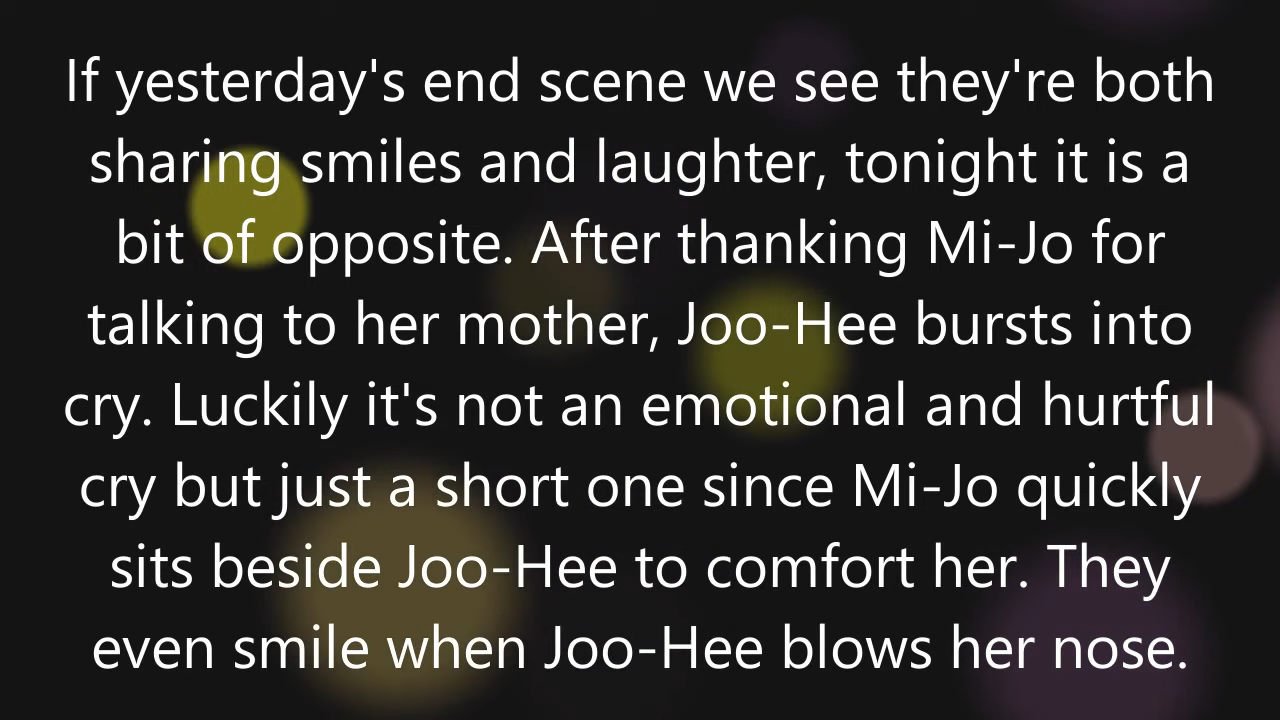 If yesterday's end scene we see they're both
sharing smiles and laughter, tonight it is a
bit of opposite. After thanking Mi-Jo for
talking to her mother, Joo-Hee bursts into
cry. Luckily it's not an emotional and hurtful
cry but just a short one since Mi-Jo quickly
sits beside Joo-Hee to comfort her. They
even smile when Joo-Hee blows her nose.